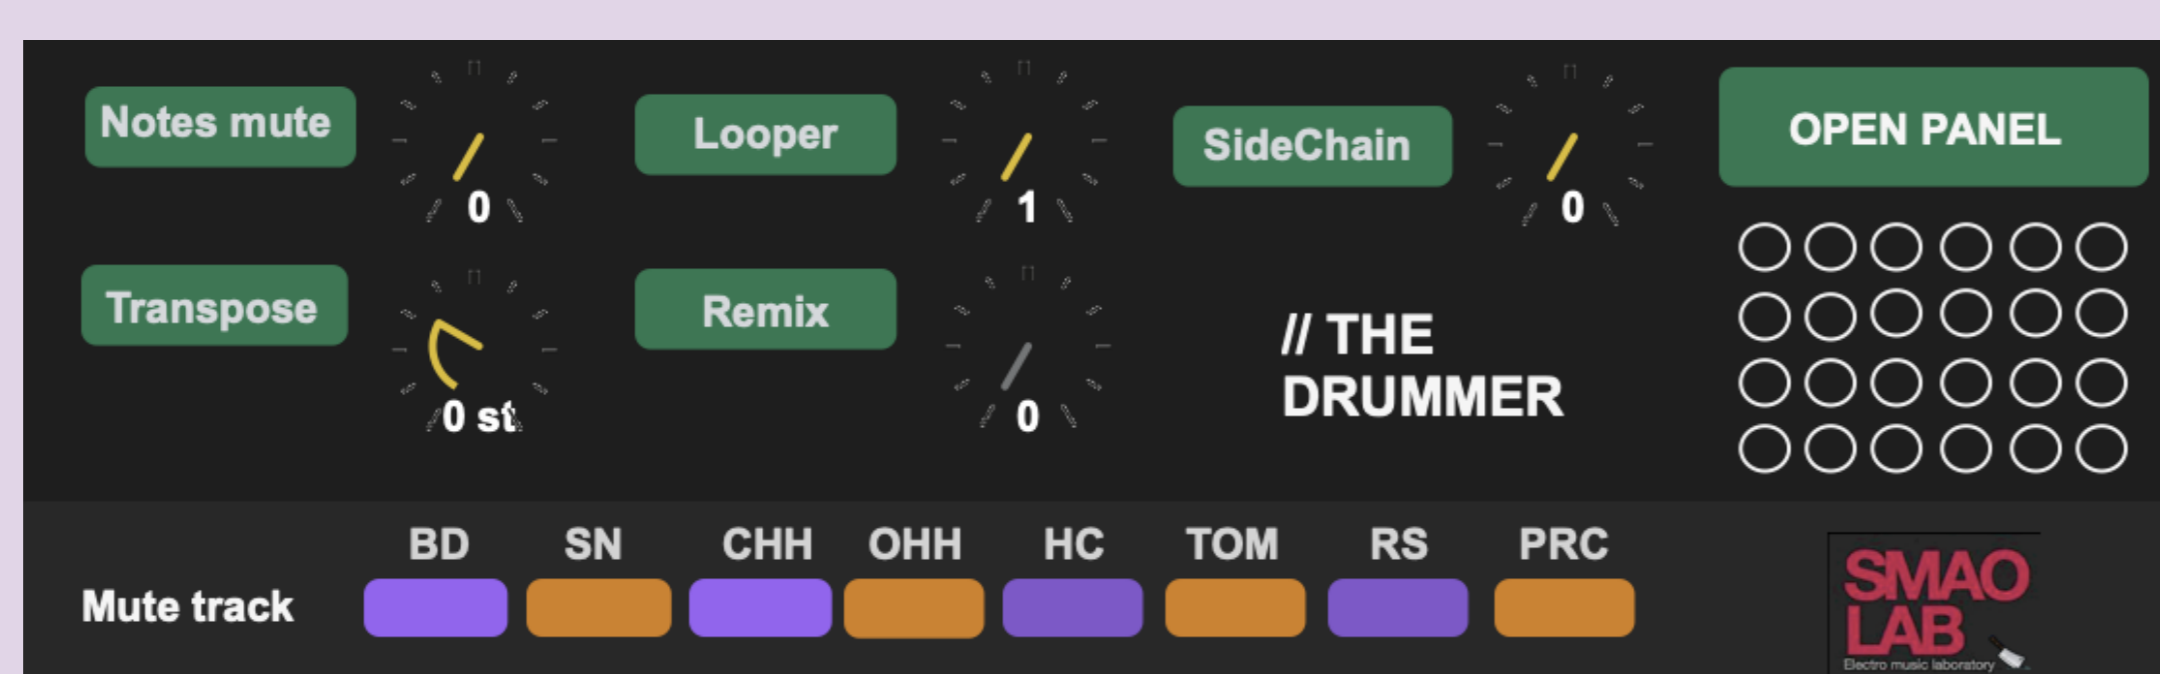 Notes mute
0
Looper
1
SideChain
0
OPEN PANEL
Transpose
0 st
Remix
0
// THE
DRUMMER
BD SN CHH OHH HC TOM RS PRC
Mute track
SMAO
LAB
Electro music laboratory